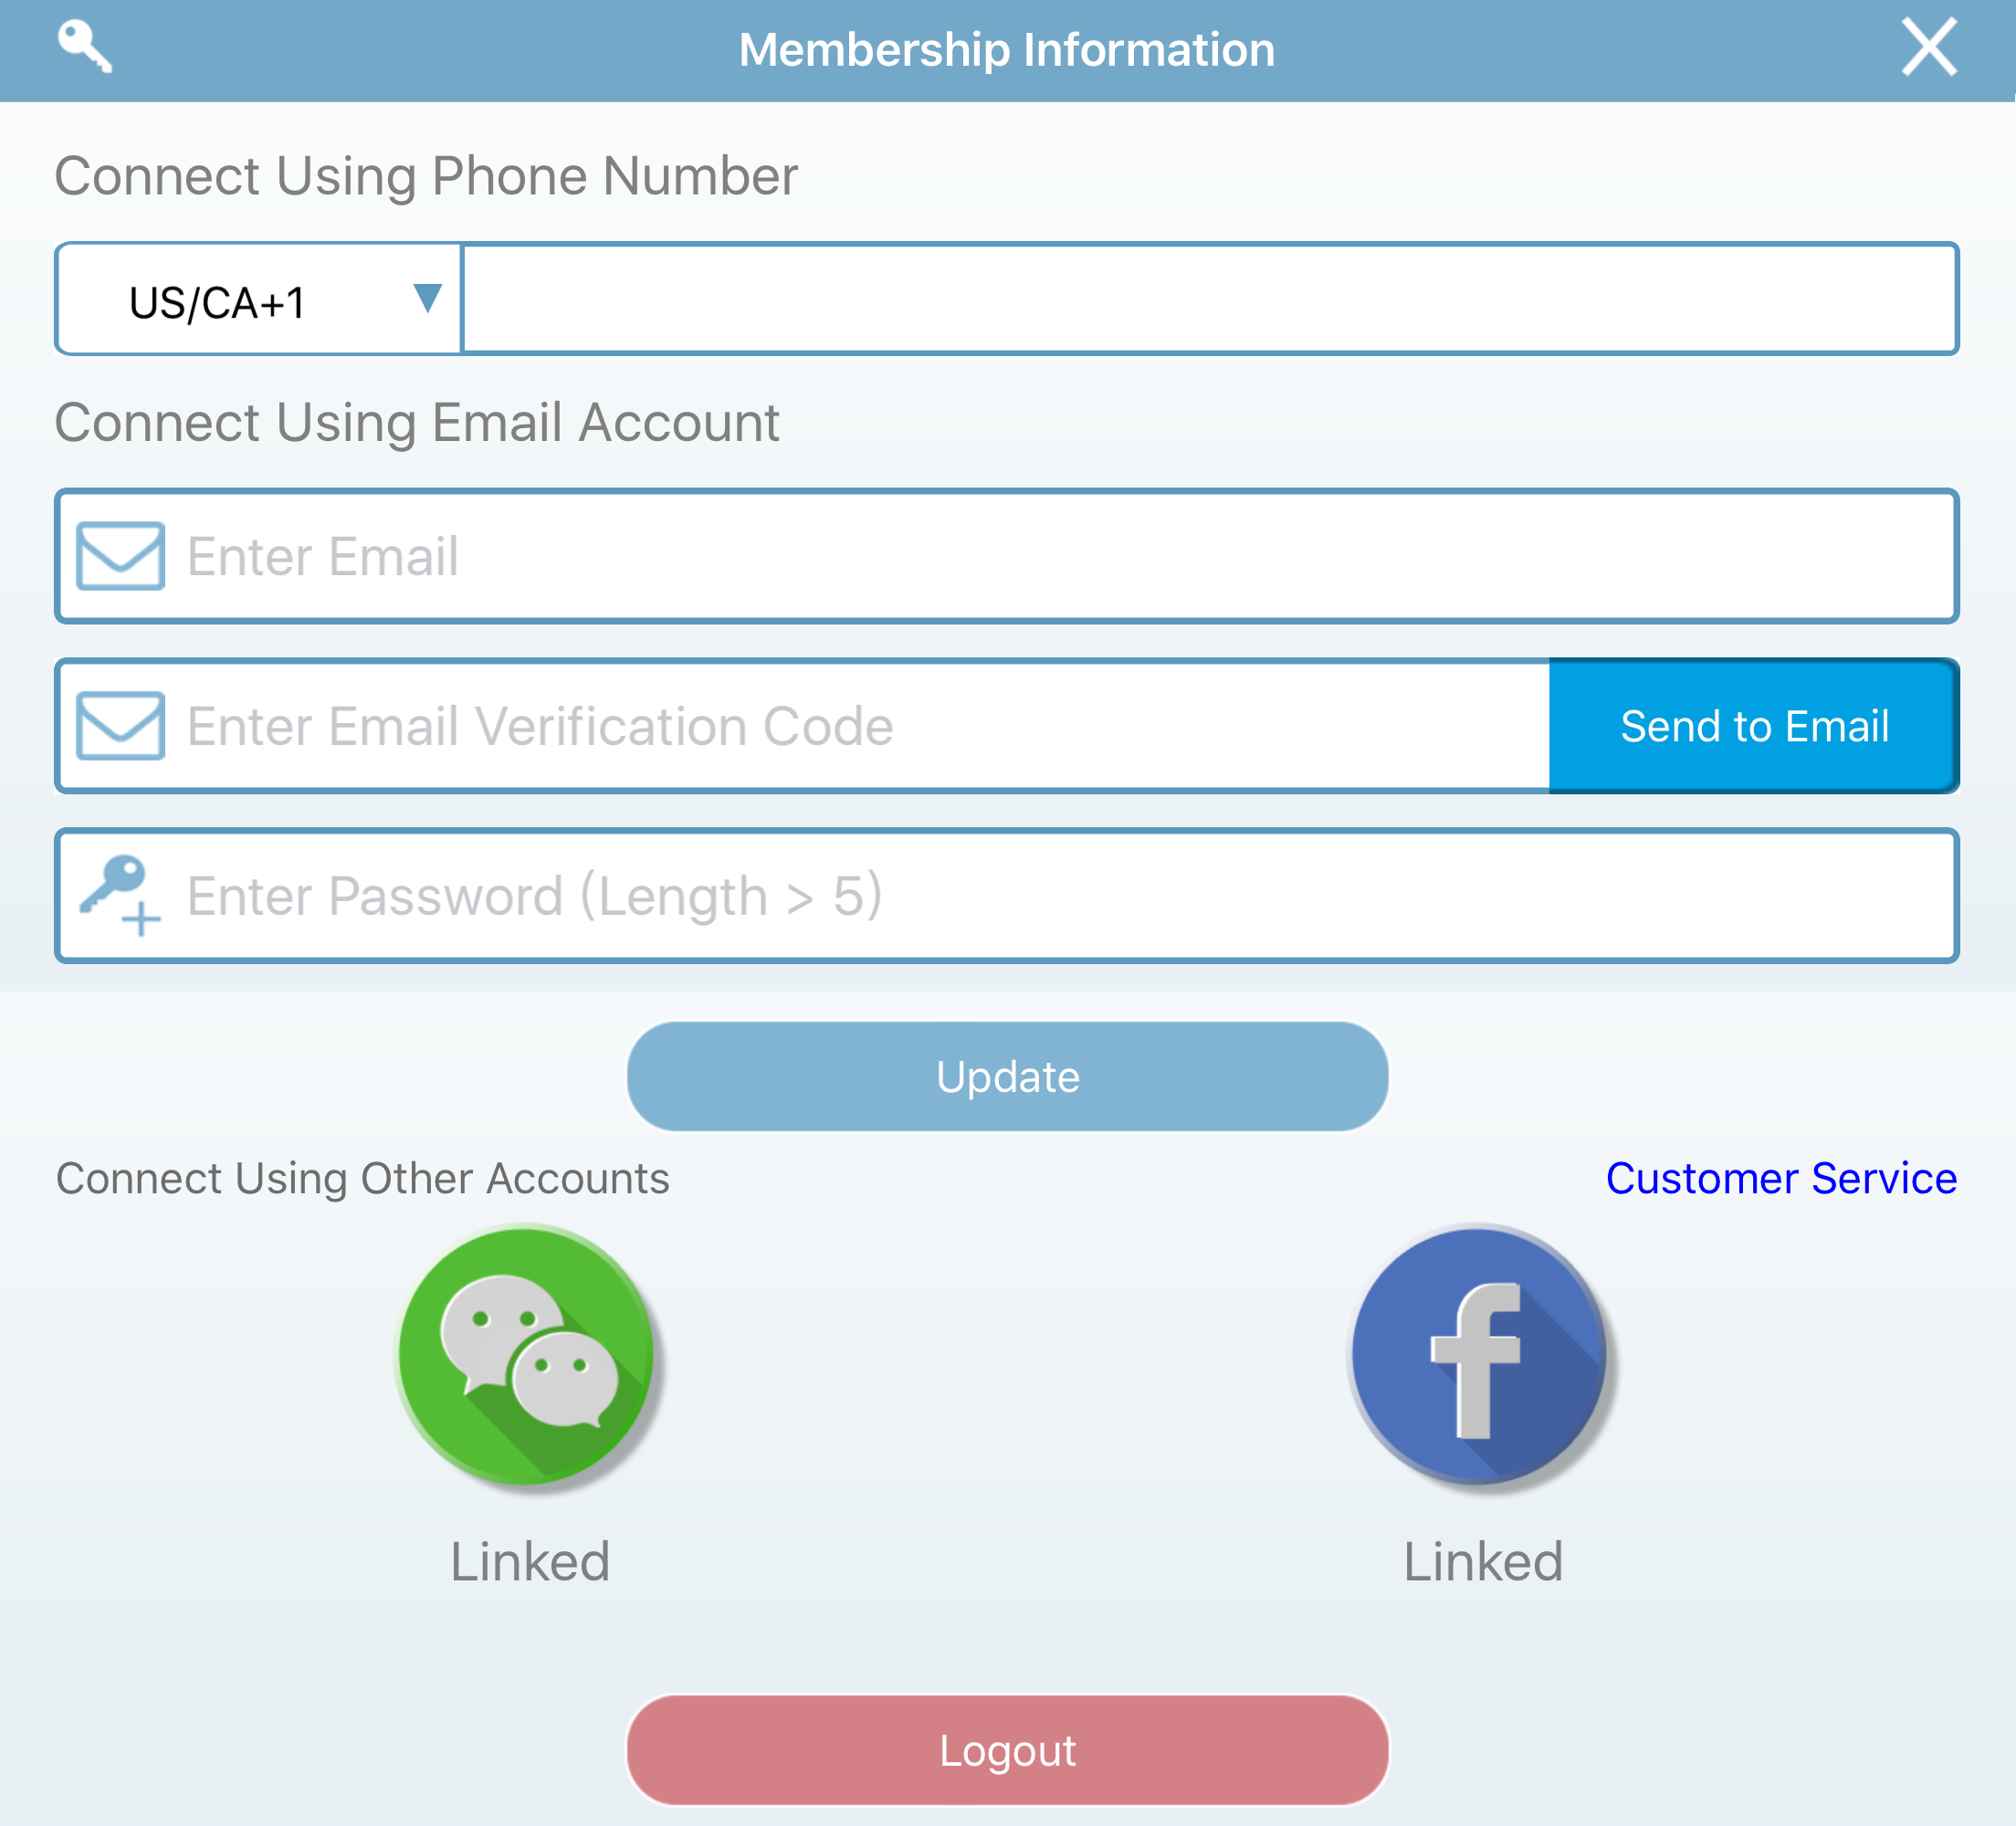 Membership Information
Connect Using Phone Number
US/CA+1
Connect Using Email Account
Enter Email
Enter Email Verification Code
Send to Email
Enter Password (Length > 5)
Update
Connect Using Other Accounts
Customer Service
Linked
Linked
Logout